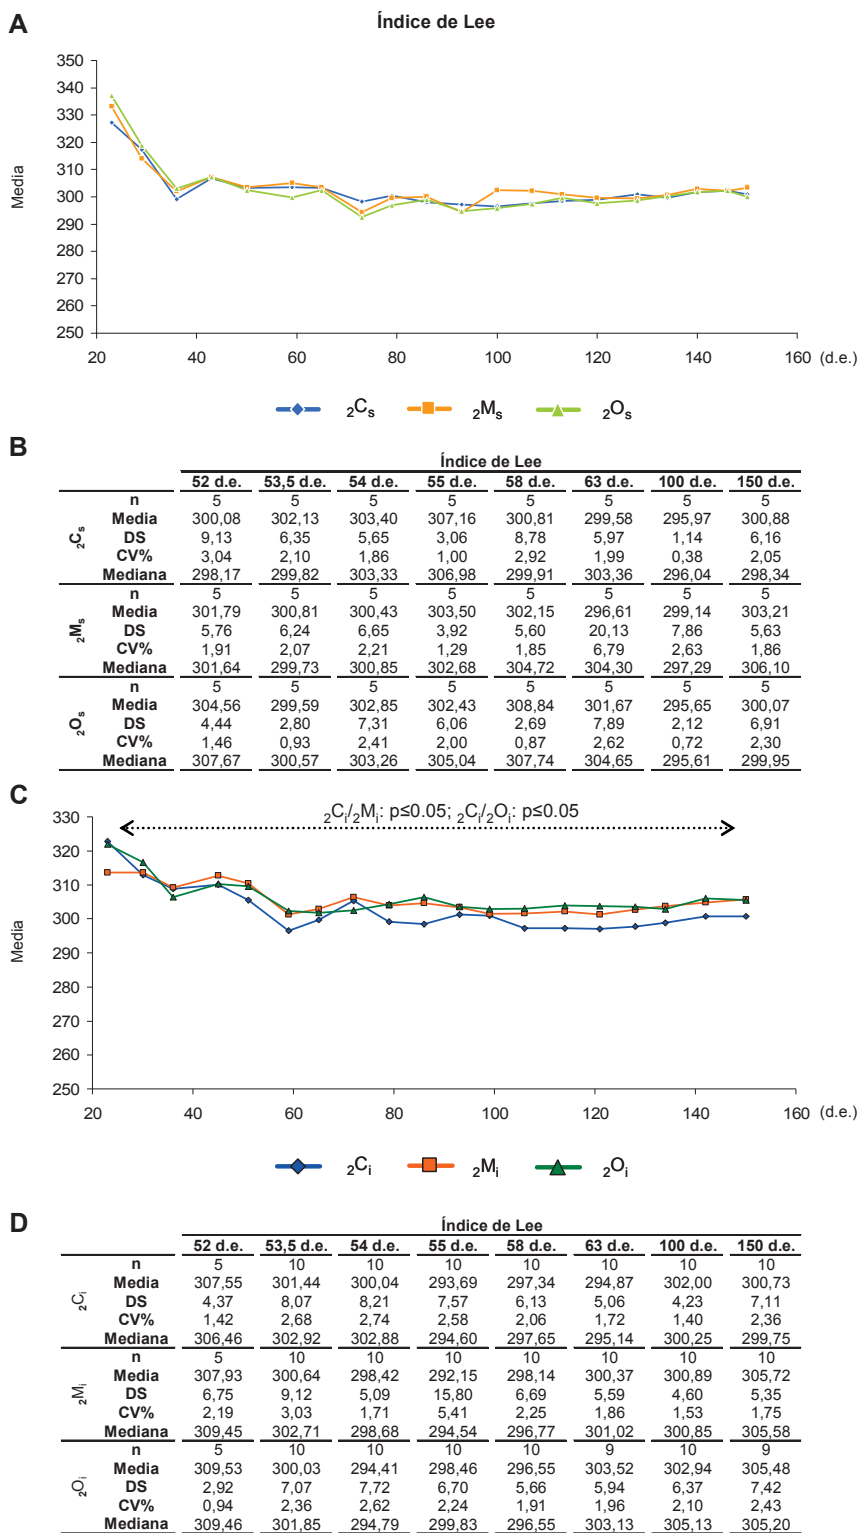 A
Índice de Lee
350
340
330
320
310
300
290
280
270
260
250
Media
20 40 60 80 100 120 140 160 (d.e.)
2Cs 2Ms 2Os
B
Índice de Lee
52 d.e. 53,5 d.e. 54 d.e. 55 d.e. 58 d.e. 63 d.e. 100 d.e. 150 d.e.
2Cs
n 5 5 5 5 5 5 5 5
Media 300,08 302,13 303,40 307,16 300,81 299,58 295,97 300,88
DS 9,13 6,35 5,65 3,06 8,78 5,97 1,14 6,16
CV% 3,04 2,10 1,86 1,00 2,92 1,99 0,38 2,05
Mediana 298,17 299,82 303,33 306,98 299,91 303,36 296,04 298,34
2Ms
n 5 5 5 5 5 5 5 5
Media 301,79 300,81 300,43 303,50 302,15 296,61 299,14 303,21
DS 5,76 6,24 6,65 3,92 5,60 20,13 7,86 5,63
CV% 1,91 2,07 2,21 1,29 1,85 6,79 2,63 1,86
Mediana 301,64 299,73 300,85 302,68 304,72 304,30 297,29 306,10
2Os
n 5 5 5 5 5 5 5 5
Media 304,56 299,59 302,85 302,43 308,84 301,67 295,65 300,07
DS 4,44 2,80 7,31 6,06 2,69 7,89 2,12 6,91
CV% 1,46 0,93 2,41 2,00 0,87 2,62 0,72 2,30
Mediana 307,67 300,57 303,26 305,04 307,74 304,65 295,61 299,95
C
2Ci/2Mi: p≤0.05; 2Ci/2Oi: p≤0.05
330
320
310
300
290
280
270
260
250
Media
20 40 60 80 100 120 140 160 (d.e.)
2Ci 2Mi 2Oi
D
Índice de Lee
52 d.e. 53,5 d.e. 54 d.e. 55 d.e. 58 d.e. 63 d.e. 100 d.e. 150 d.e.
2Ci
n 5 10 10 10 10 10 10 10
Media 307,55 301,44 300,04 293,69 297,34 294,87 302,00 300,73
DS 4,37 8,07 8,21 7,57 6,13 5,06 4,23 7,11
CV% 1,42 2,68 2,74 2,58 2,06 1,72 1,40 2,36
Mediana 306,46 302,92 302,88 294,60 297,65 295,14 300,25 299,75
2Mi
n 5 10 10 10 10 10 10 10
Media 307,93 300,64 298,42 292,15 298,14 300,37 300,89 305,72
DS 6,75 9,12 5,09 15,80 6,69 5,59 4,60 5,35
CV% 2,19 3,03 1,71 5,41 2,25 1,86 1,53 1,75
Mediana 309,45 302,71 298,68 294,54 296,77 301,02 300,85 305,58
2Oi
n 5 10 10 10 10 9 10 9
Media 309,53 300,03 294,41 298,46 296,55 303,52 302,94 305,48
DS 2,92 7,07 7,72 6,70 5,66 5,94 6,37 7,42
CV% 0,94 2,36 2,62 2,24 1,91 1,96 2,10 2,43
Mediana 309,46 301,85 294,79 299,83 296,55 303,13 305,13 305,20